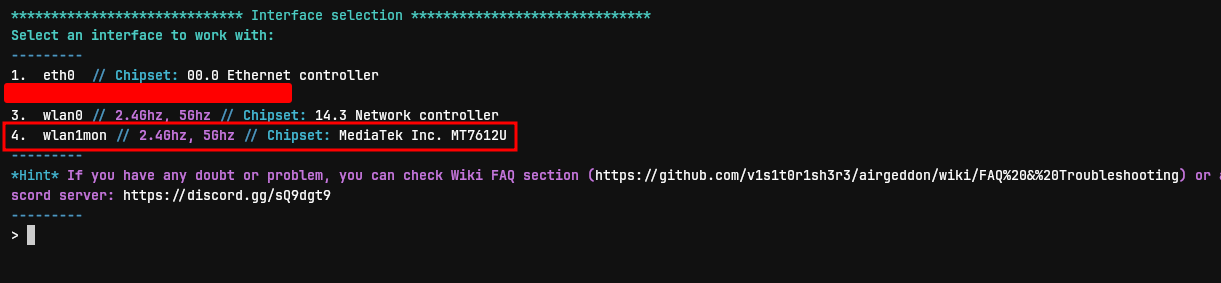 ***************************** Interface selection ******************************
Select an interface to work with:
---------
1.  eth0  // Chipset: 00.0 Ethernet controller
3.  wlan0 // 2.4Ghz, 5Ghz // Chipset: 14.3 Network controller
4.  wlan1mon // 2.4Ghz, 5Ghz // Chipset: MediaTek Inc. MT7612U
---------
*Hint* If you have any doubt or problem, you can check Wiki FAQ section (https://github.com/v1s1t0r1sh3r3/airgeddon/wiki/FAQ%20&%20Troubleshooting) or
scord server: https://discord.gg/sQ9dgt9
---------
>